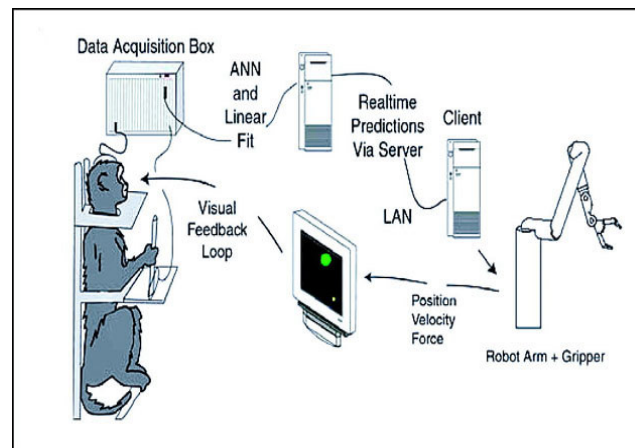 Data Acquisition Box
ANN
and
Linear
Fit
Realtime
Predictions
Via Server
Client
LAN
Visual
Feedback
Loop
Position
Velocity
Force
Robot Arm + Gripper